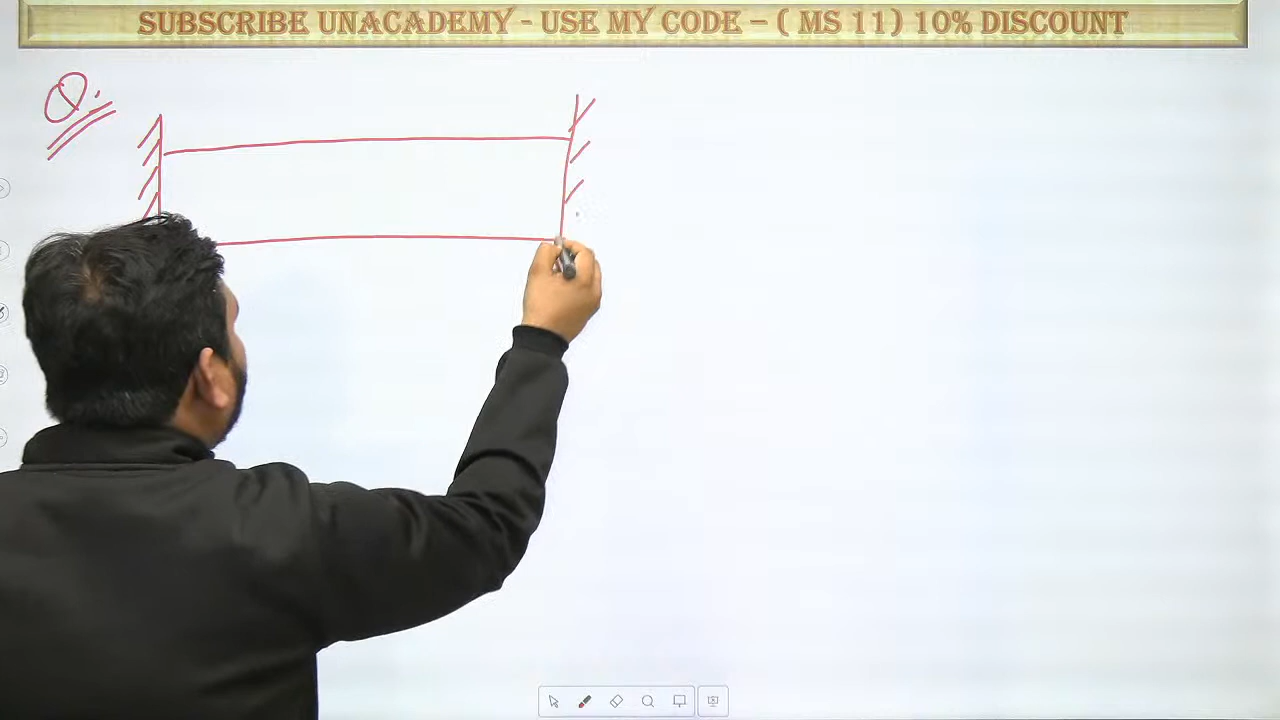 SUBSCRIBE UNACADEMY - USE MY CODE – ( MS 11) 10% DISCOUNT
Q.